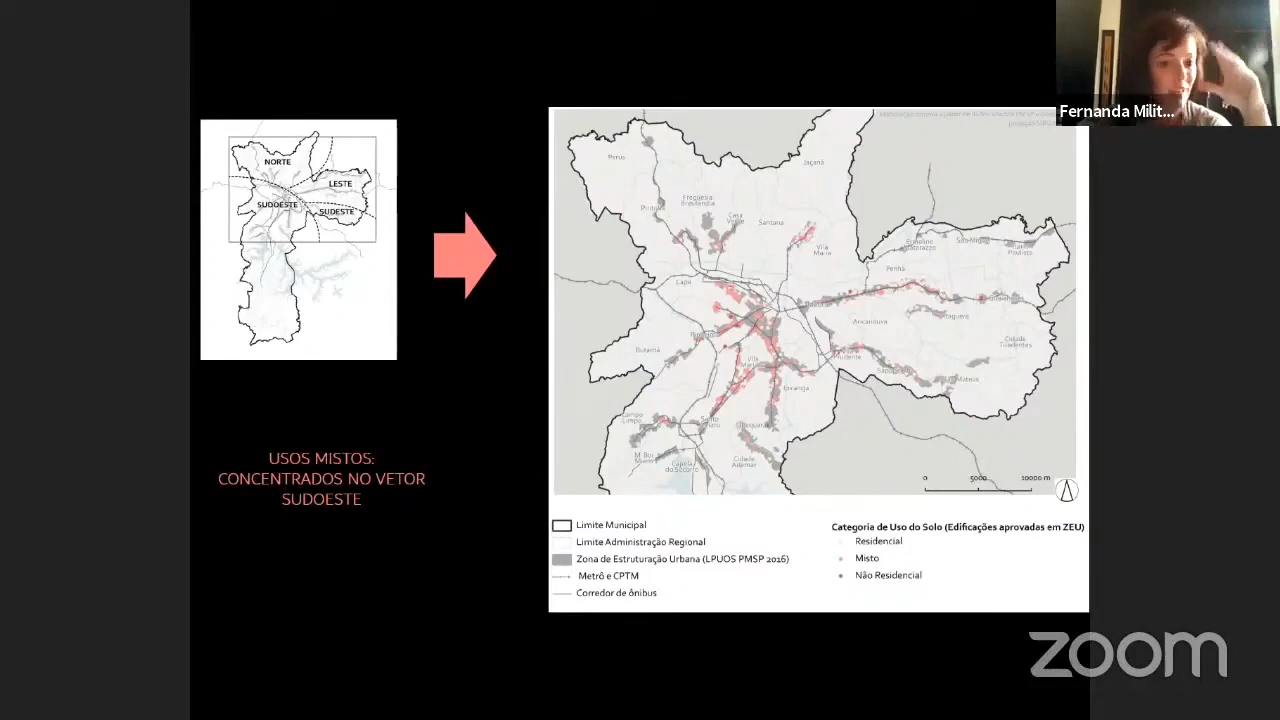 Fernanda Milit...
NORTE
LESTE
SUDOESTE
SUDESTE
USOS MISTOS:
CONCENTRADOS NO VETOR
SUDOESTE
Perus
Jaçanã
Pirituba
Freguesia
Brasilândia
Casa
Verde
Santana
Vila
Maria
Ermelino
Matarazzo
São Miguel
Itaim
Paulista
Penha
Lapa
Mooca
Guaianases
Itaquera
Aricanduva
Cidade
Tiradentes
Pinheiros
Butantã
Vila
Mariana
Prudente
Sapopemba
Mateus
Ipiranga
Campo
Limpo
Santo
Amaro
Jabaquara
M'Boi
Mirim
Capela
do Socorro
Cidade
Ademar
0 5000 10000 m
Limite Municipal
Limite Administração Regional
Zona de Estruturação Urbana (LPUOS PMSP 2016)
Metrô e CPTM
Corredor de ônibus
Categoria de Uso do Solo (Edificações aprovadas em ZEU)
Residencial
Misto
Não Residencial
zoom